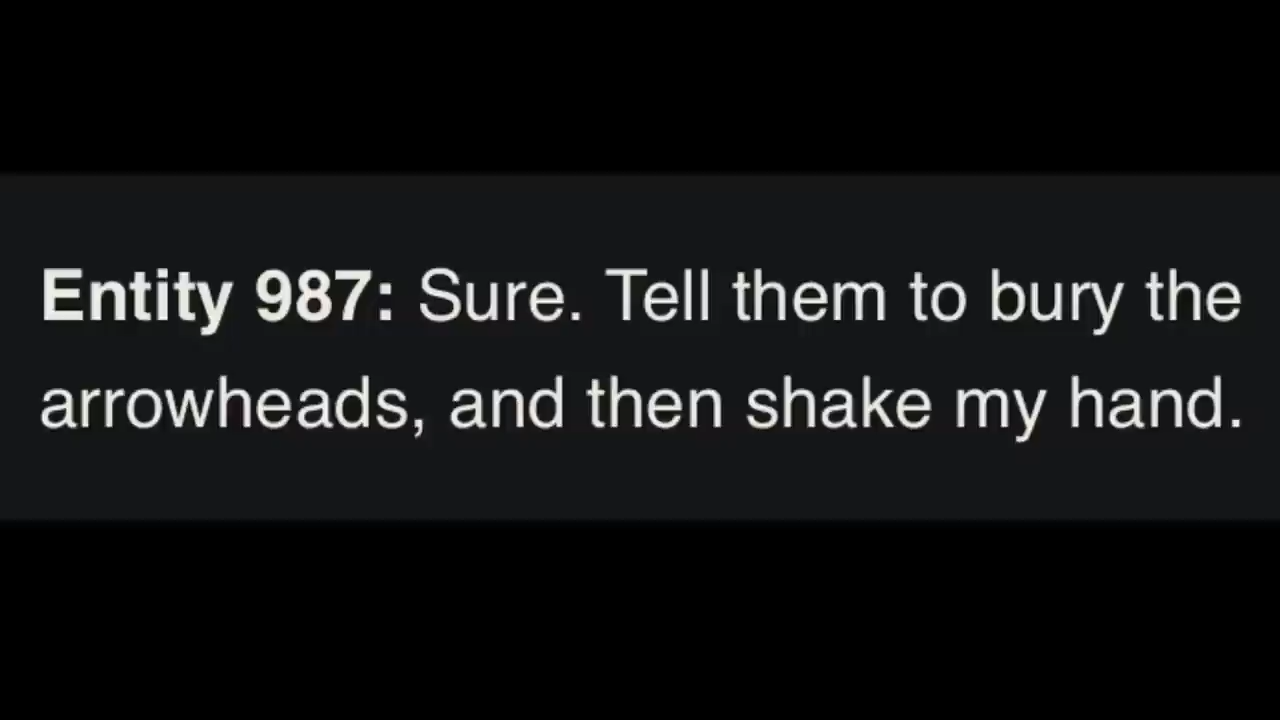 Entity 987: Sure. Tell them to bury the
arrowheads, and then shake my hand.